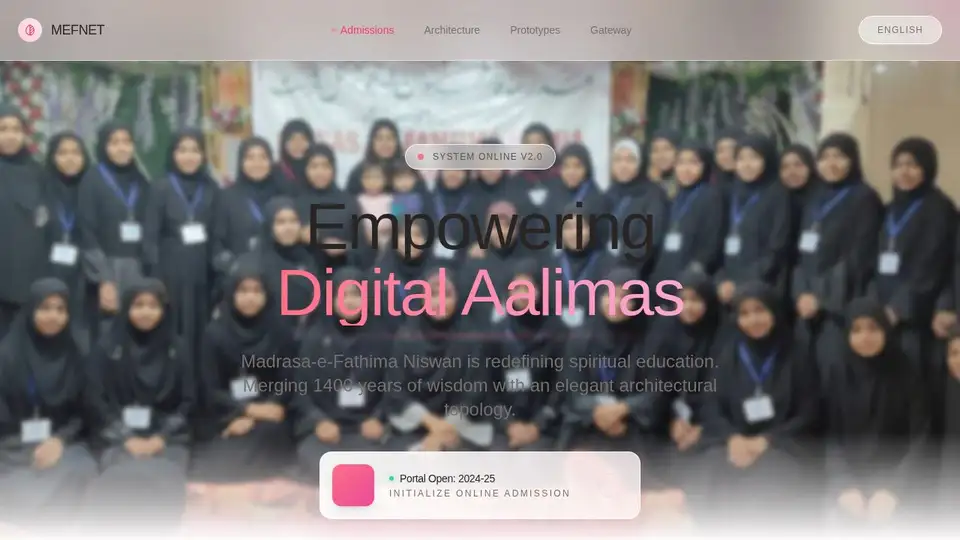 MEFNET
Admissions
Architecture
Prototypes
Gateway
ENGLISH
SYSTEM ONLINE V2.0
Empowering
Digital Aalimas
Madrasa-e-Fathima Niswan is redefining spiritual education.
Merging 1400 years of wisdom with an elegant architectural
topology.
Portal Open: 2024-25
INITIALIZE ONLINE ADMISSION